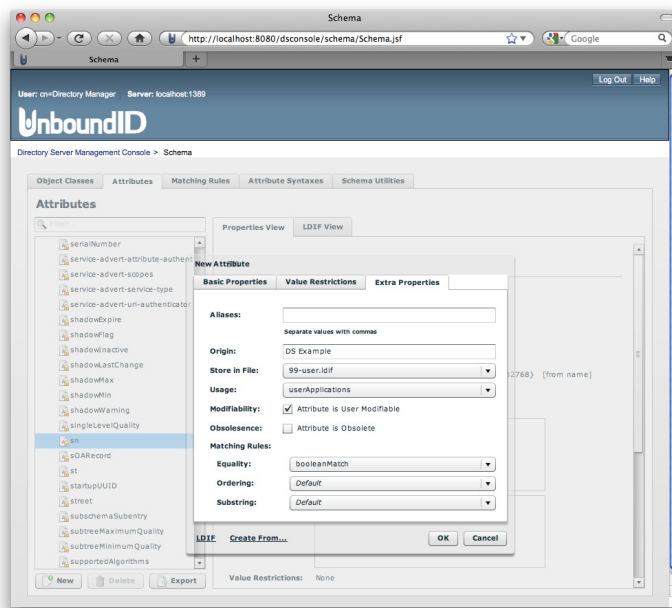 Schema
http://localhost:8080/dsconsole/schema/Schema.jsf
Google
Schema
+
Log Out Help
User: cn=Directory Manager Server: localhost:1389
UnboundID
Directory Server Management Console > Schema
Object Classes Attributes Matching Rules Attribute Syntaxes Schema Utilities
Attributes
Properties View LDIF View
serialNumber
service-advert-attribute-authent
service-advert-scopes
service-advert-service-type
service-advert-url-authenticator
shadowExpire
shadowFlag
shadowInactive
shadowLastChange
shadowMax
shadowMin
shadowWarning
singleLevelQuality
sn
sOARecord
st
startupUUID
street
subschemaSubentry
subtreeMaximumQuality
subtreeMinimumQuality
supportedAlgorithms
New Delete Export
New Attribute
Basic Properties Value Restrictions Extra Properties
Aliases:
Separate values with commas
Origin: DS Example
Store in File: 99-user.ldif
Usage: userApplications
Modifiability: Attribute is User Modifiable
Obsolescence: Attribute is Obsolete
Matching Rules:
Equality: booleanMatch
Ordering: Default
Substring: Default
LDIF Create From... OK Cancel
32768} [from name]
Value Restrictions: None